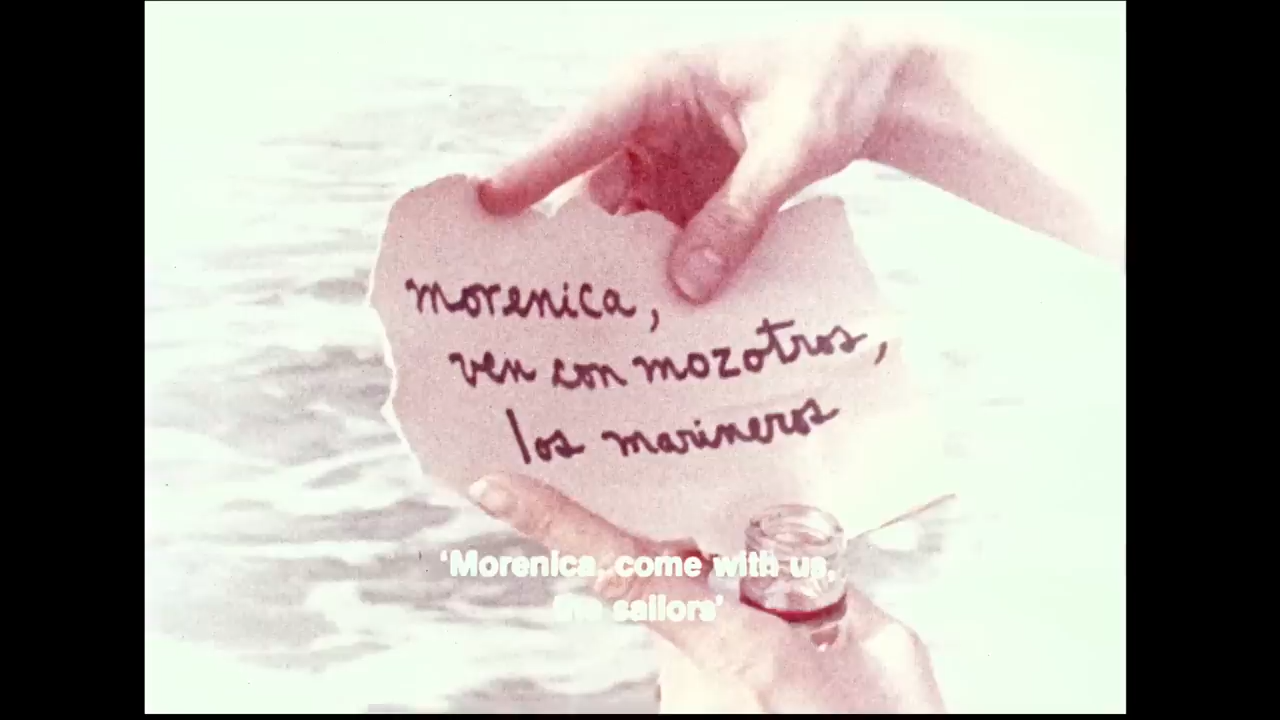 morenica,
ven con mozotros,
los marineros
‘Morenica, come with us,
the sailors’